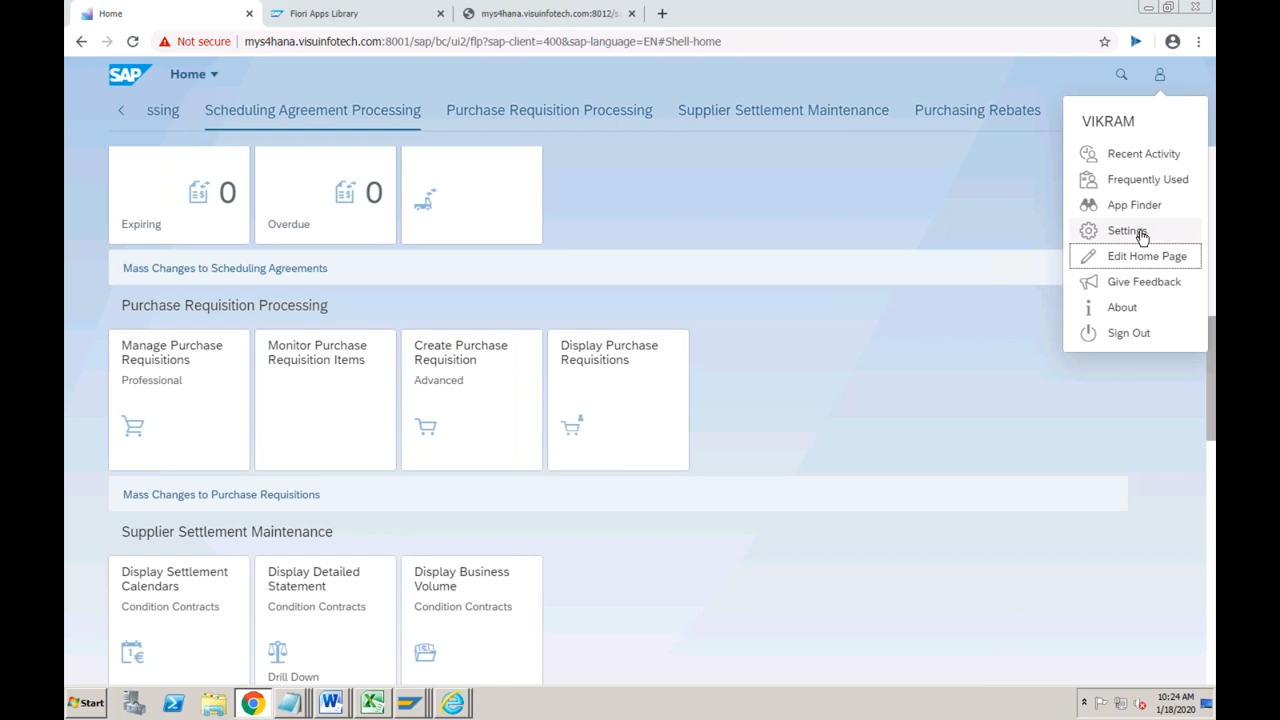 Home
Fiori Apps Library
mys4hana.visuinfotech.com:8012/s
Not secure
mys4hana.visuinfotech.com:8001/sap/bc/ui2/flp?sap-client=400&sap-language=EN#Shell-home
SAP
Home
ssing
Scheduling Agreement Processing
Purchase Requisition Processing
Supplier Settlement Maintenance
Purchasing Rebates
VIKRAM
Recent Activity
Frequently Used
App Finder
Settings
Edit Home Page
Give Feedback
About
Sign Out
0
Expiring
0
Overdue
Mass Changes to Scheduling Agreements
Purchase Requisition Processing
Manage Purchase
Requisitions
Professional
Monitor Purchase
Requisition Items
Create Purchase
Requisition
Advanced
Display Purchase
Requisitions
Mass Changes to Purchase Requisitions
Supplier Settlement Maintenance
Display Settlement
Calendars
Condition Contracts
Display Detailed
Statement
Condition Contracts
Drill Down
Display Business
Volume
Condition Contracts
Start
10:24 AM
1/18/2020